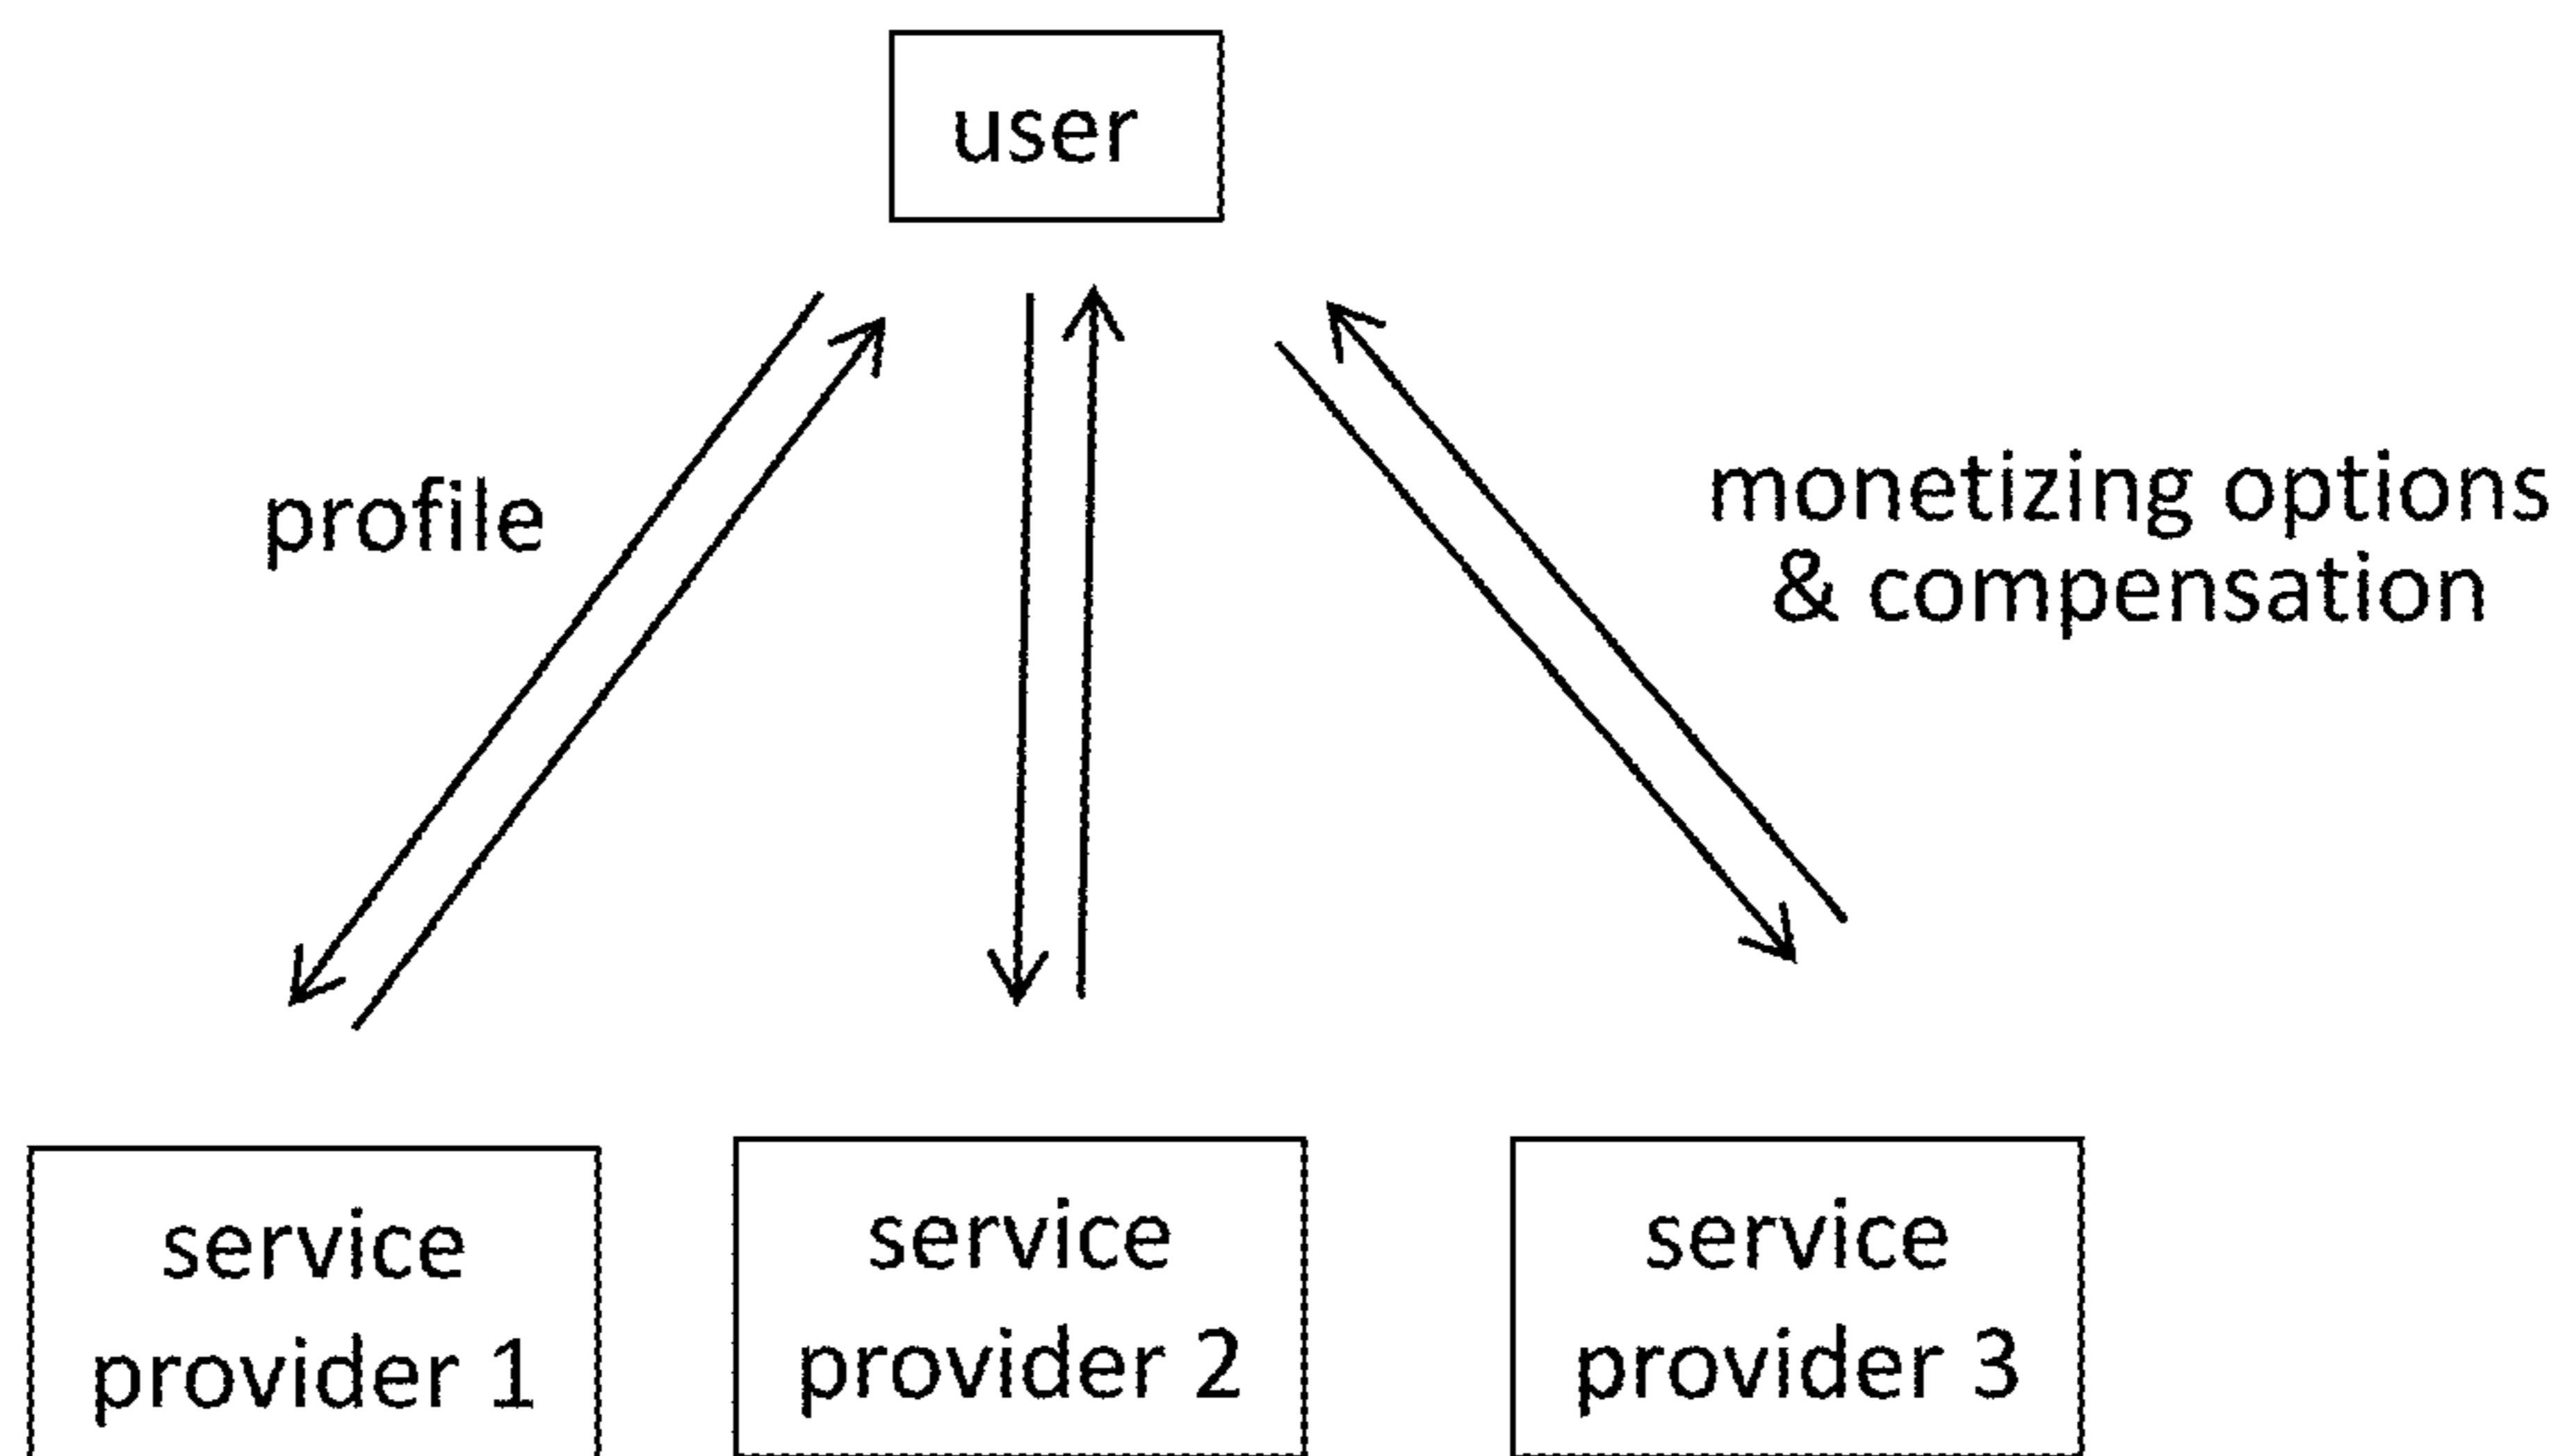 user
profile
monetizing options
& compensation
service
provider 1
service
provider 2
service
provider 3